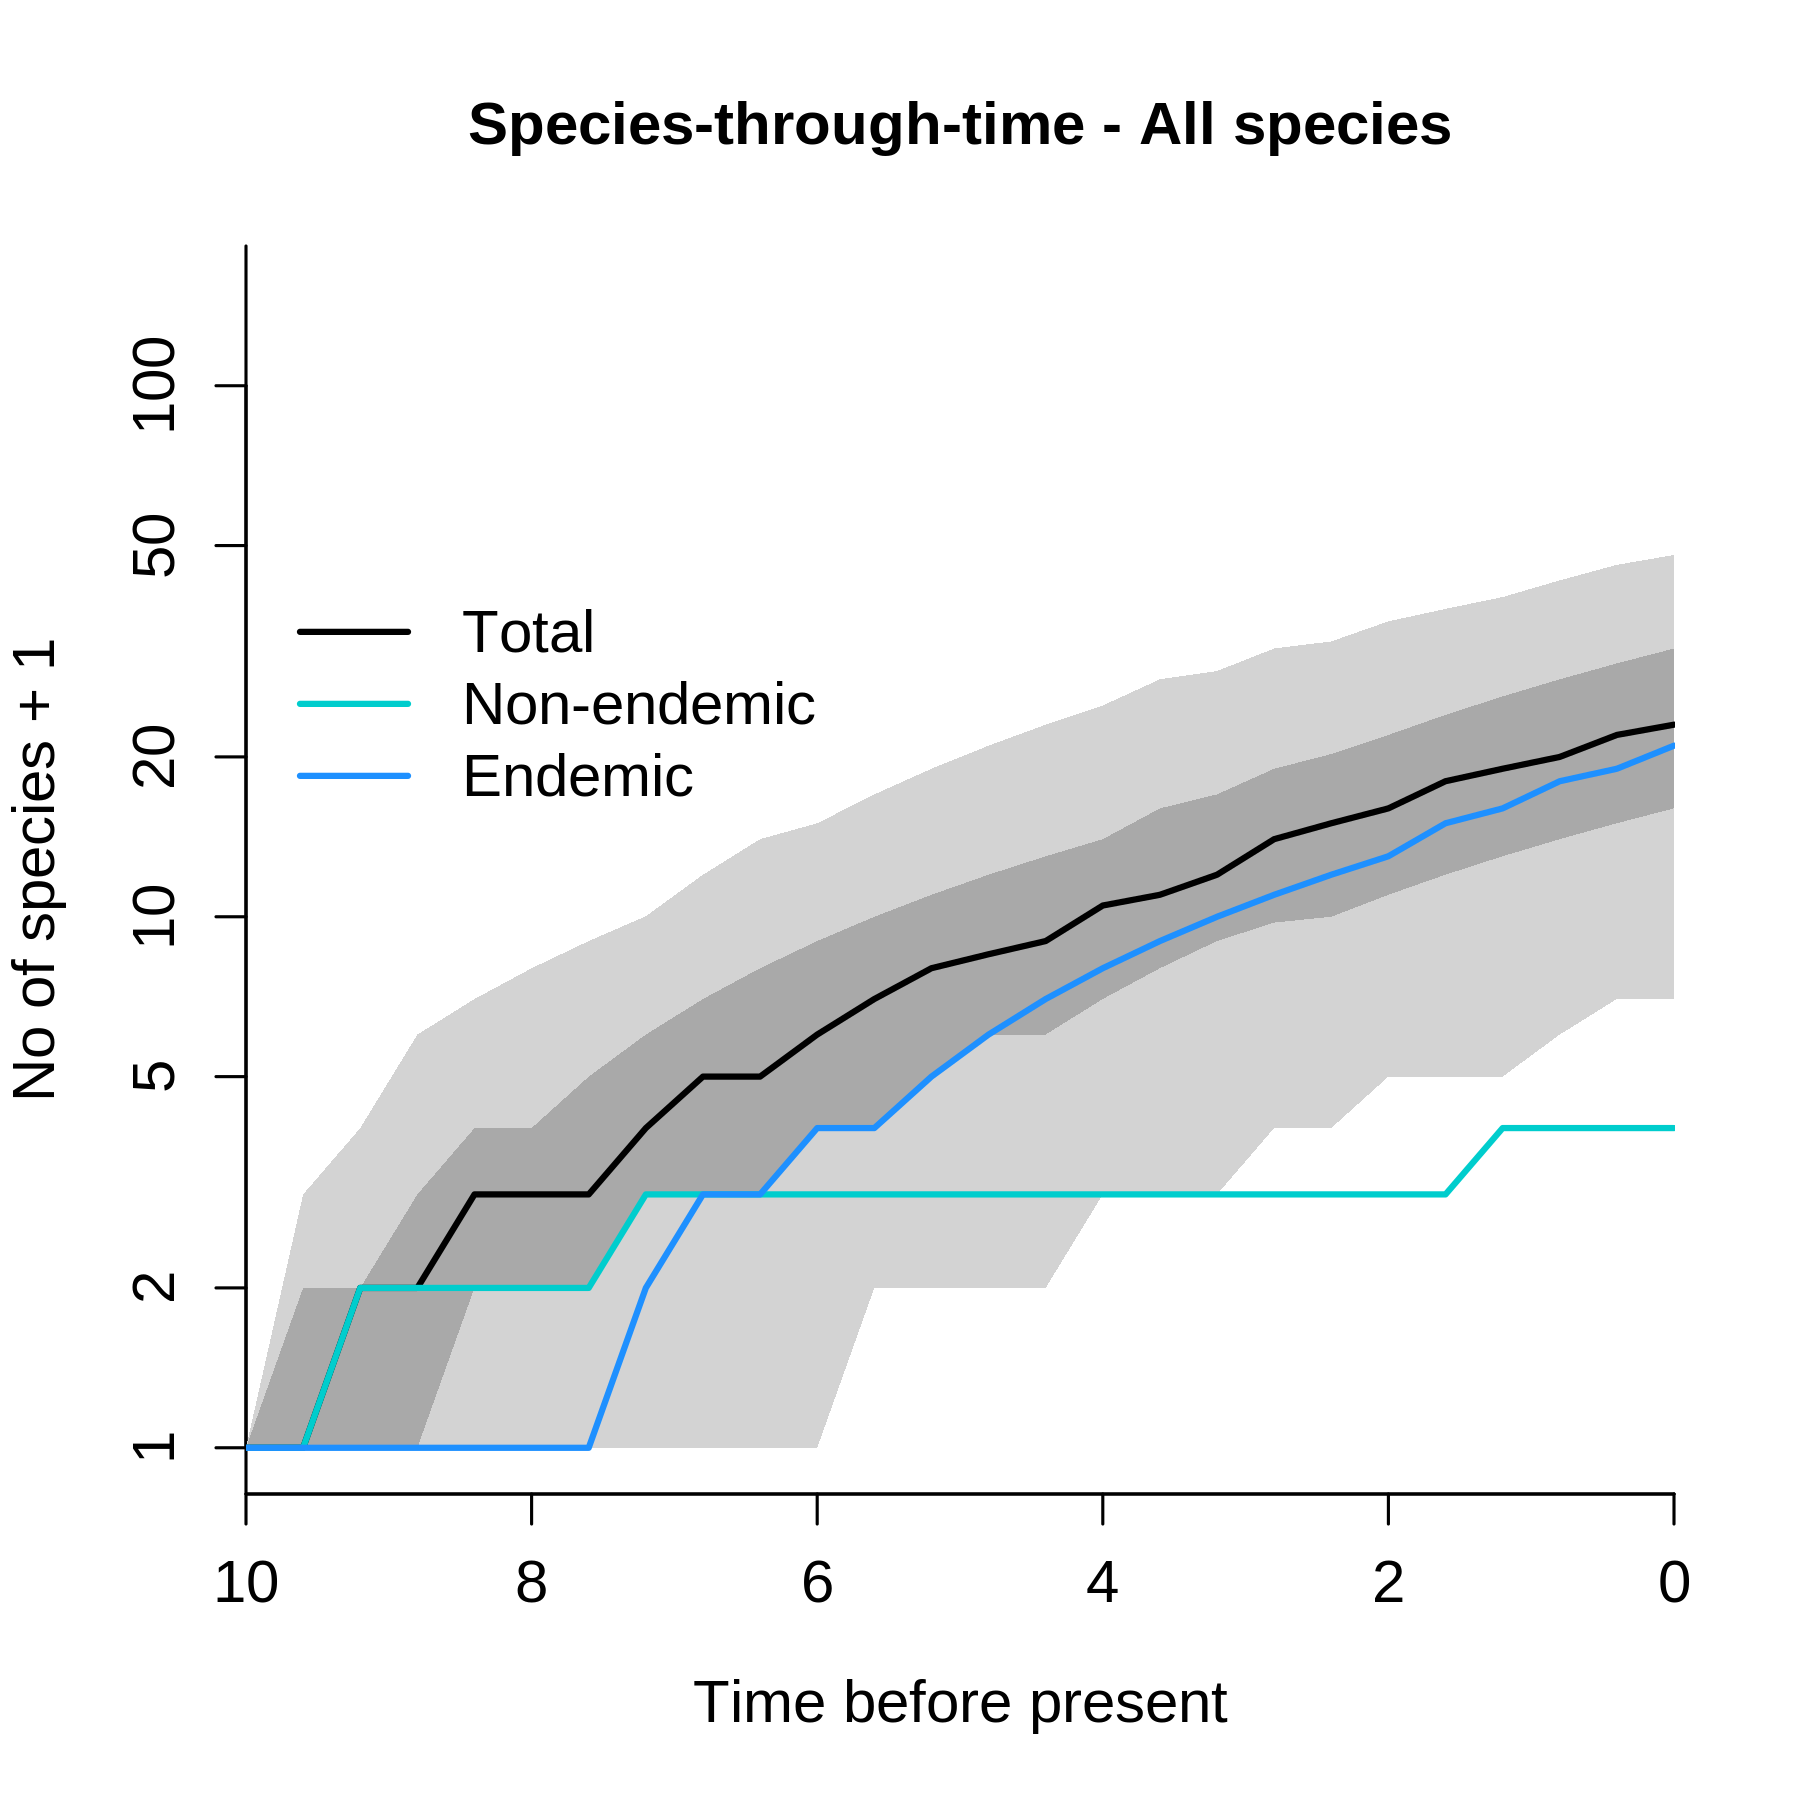 Species-through-time - All species
No of species + 1
100
50
20
10
5
2
1
Total
Non-endemic
Endemic
10 8 6 4 2 0
Time before present